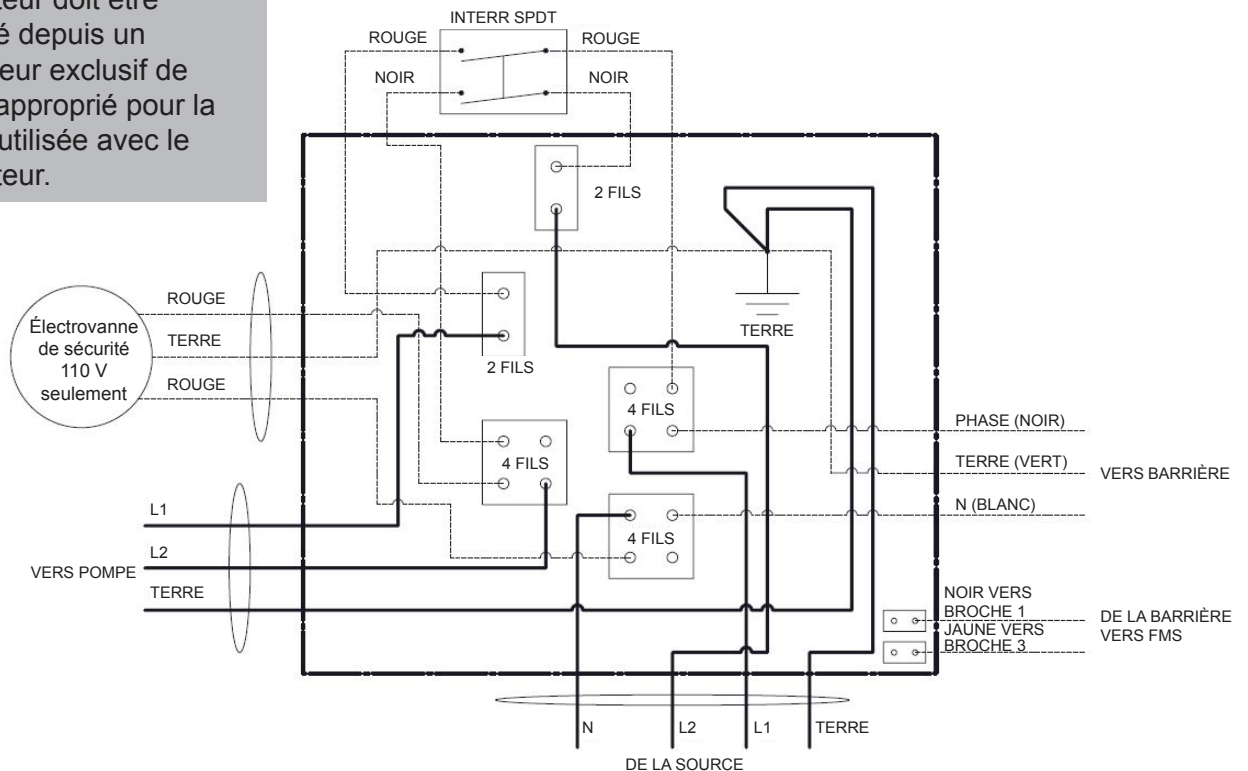 teur doit être
é depuis un
eur exclusif de
approprié pour la
utilisée avec le
teur.
INTERR SPDT
ROUGE
ROUGE
NOIR
NOIR
2 FILS
TERRE
ROUGE
TERRE
ROUGE
Électrovanne
de sécurité
110 V
seulement
2 FILS
4 FILS
4 FILS
4 FILS
PHASE (NOIR)
TERRE (VERT)
VERS BARRIÈRE
N (BLANC)
L1
L2
VERS POMPE
TERRE
NOIR VERS
BROCHE 1
JAUNE VERS
BROCHE 3
DE LA BARRIÈRE
VERS FMS
N
L2
L1
TERRE
DE LA SOURCE